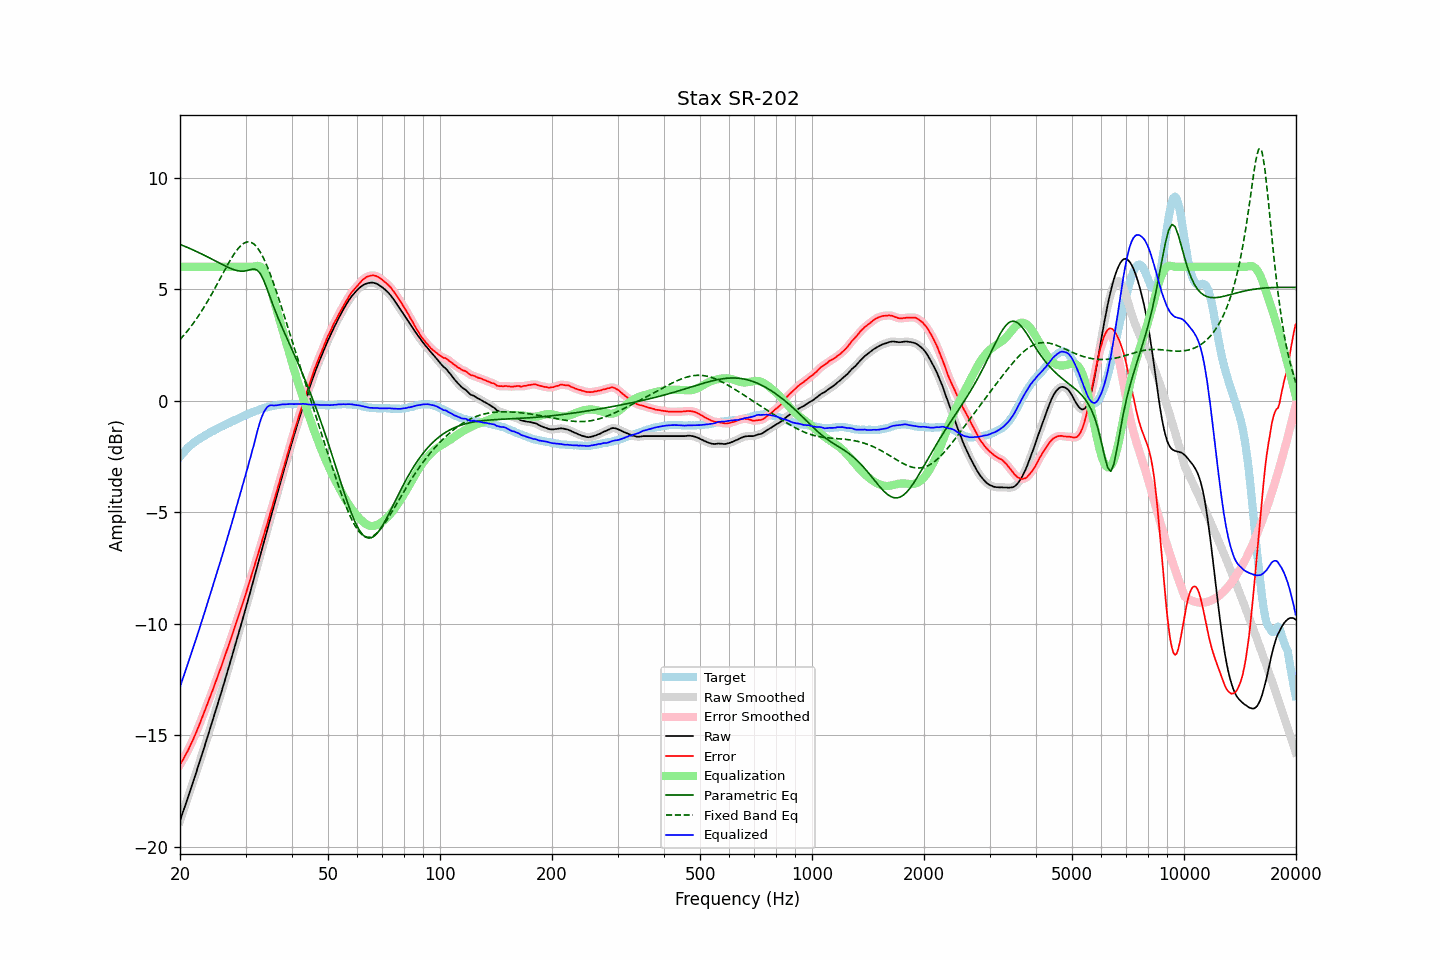 Stax SR-202
Amplitude (dBr)
10
5
0
−5
−10
−15
−20
Target
Raw Smoothed
Error Smoothed
Raw
Error
Equalization
Parametric Eq
Fixed Band Eq
Equalized
20 50 100 200 500 1000 2000 5000 10000 20000
Frequency (Hz)